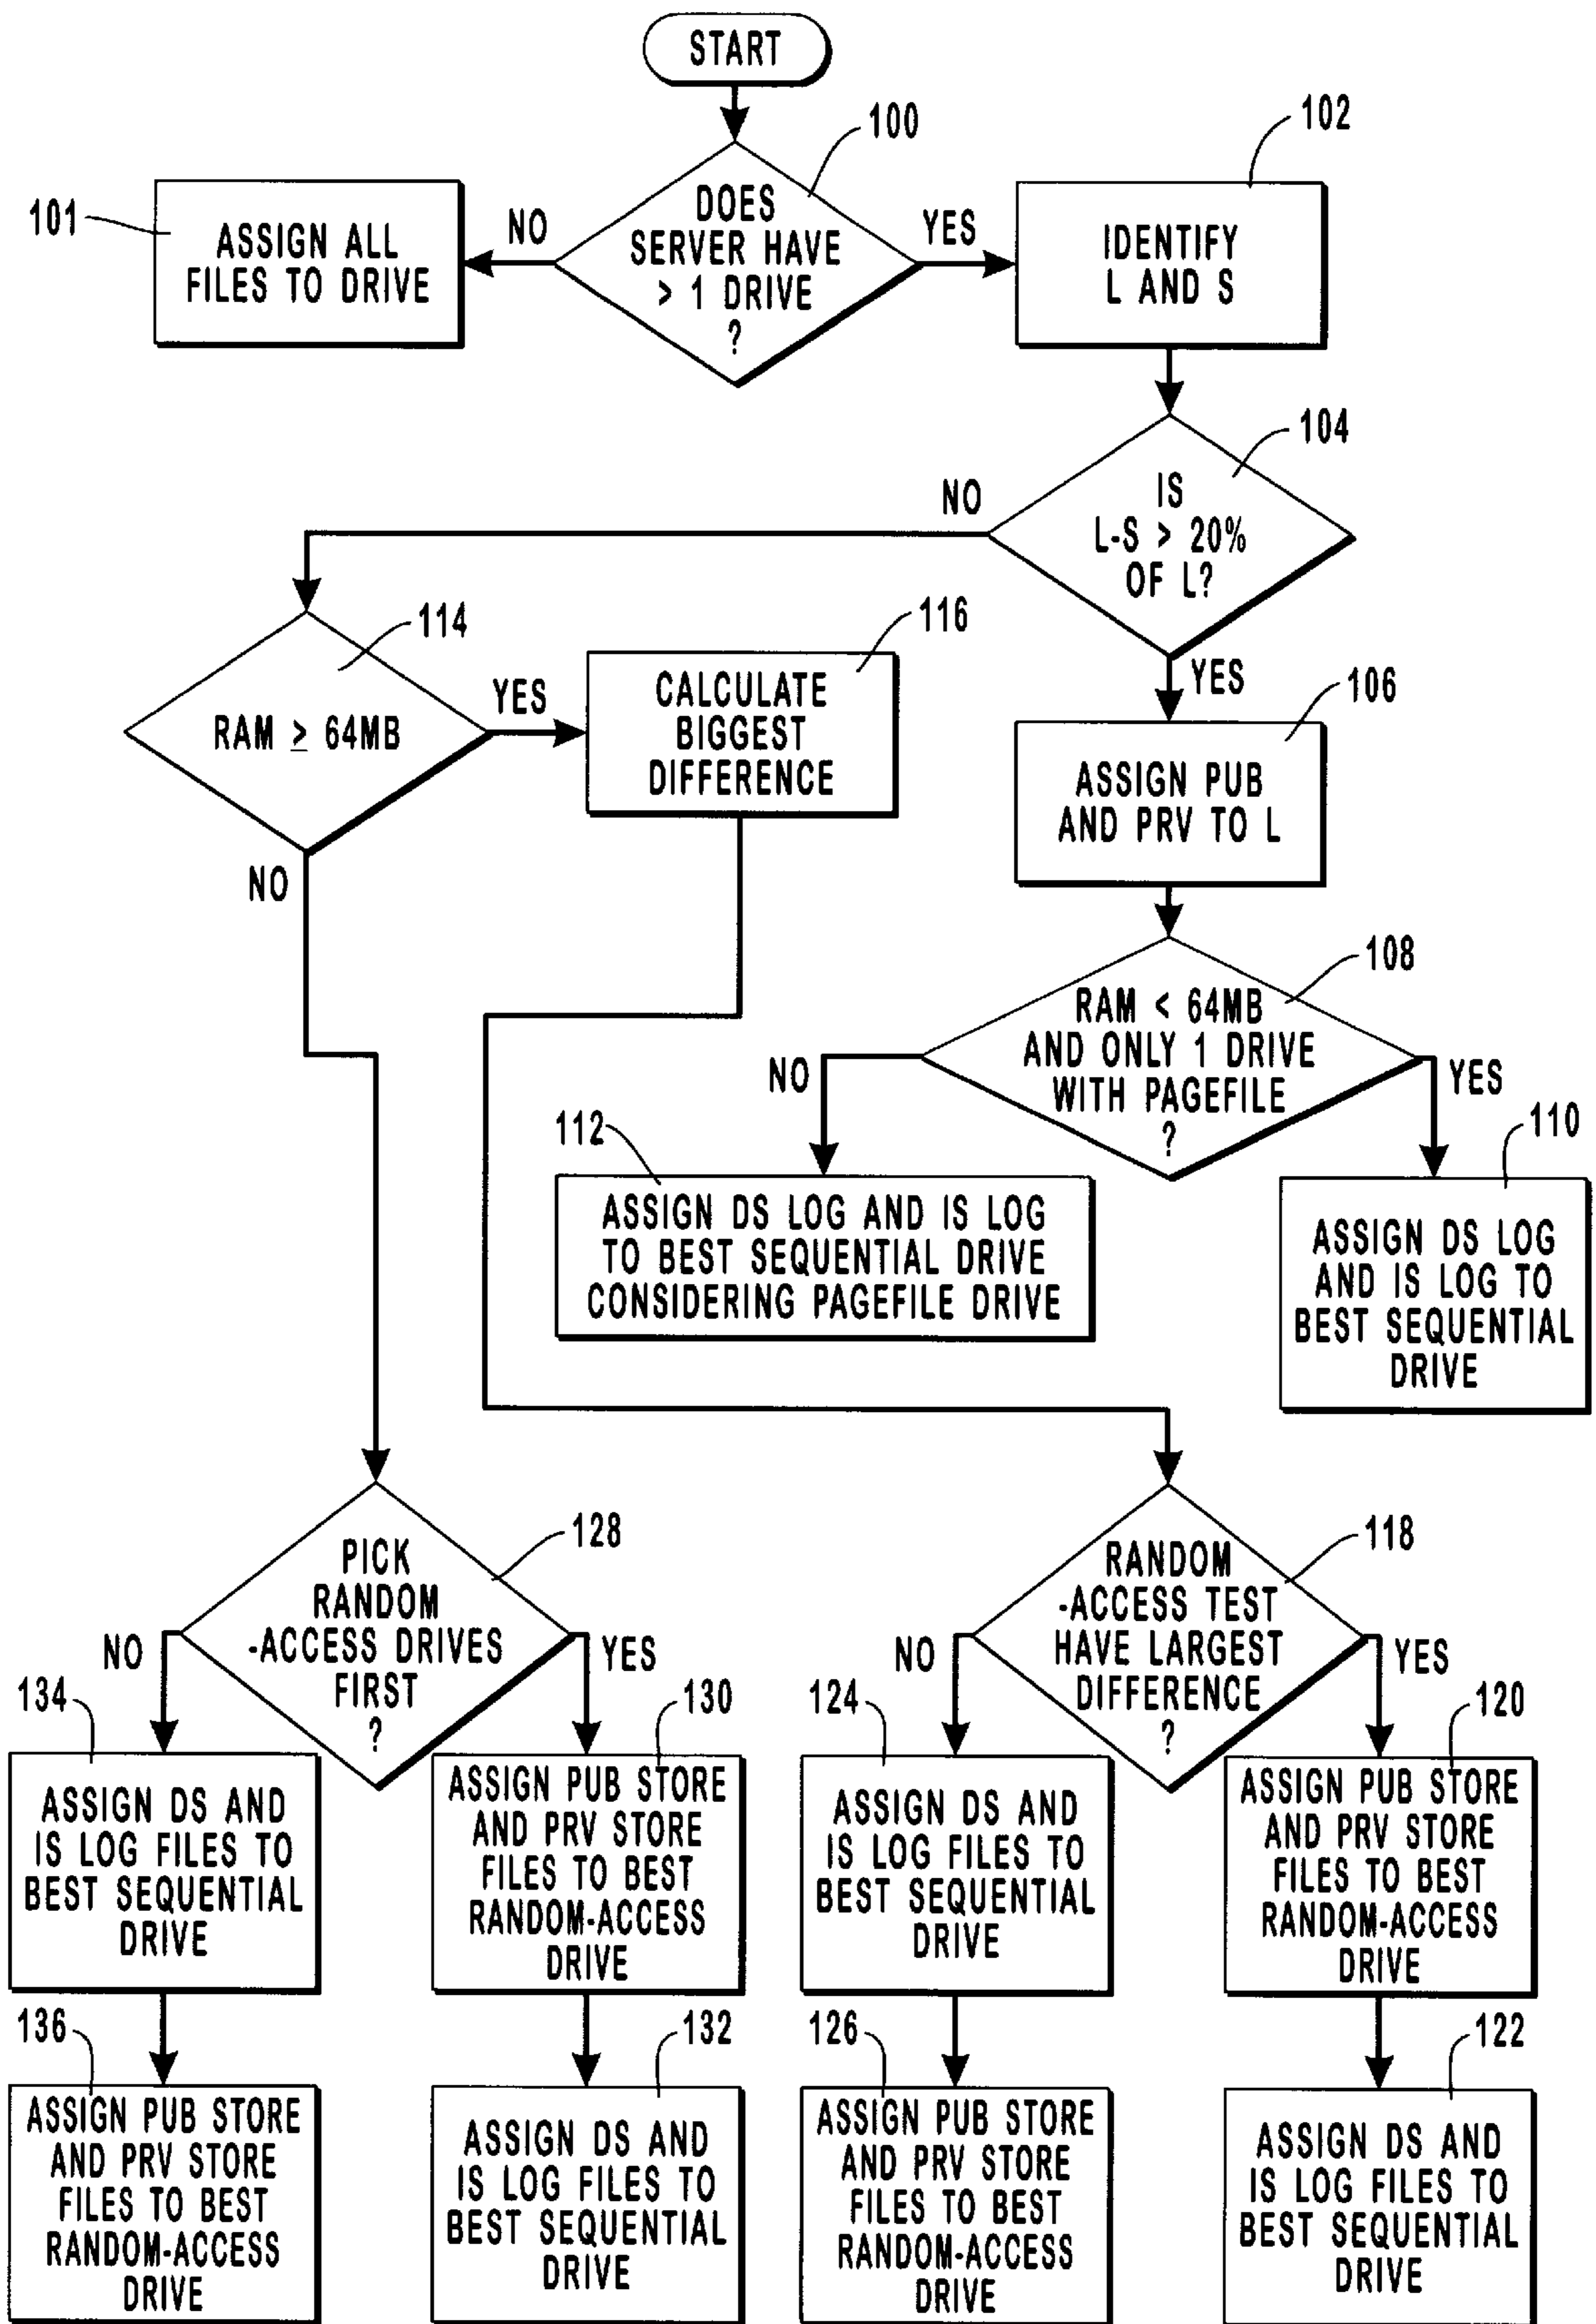 START
100
DOES
SERVER HAVE
> 1 DRIVE
?
NO
YES
101
ASSIGN ALL
FILES TO DRIVE
102
IDENTIFY
L AND S
104
IS
L-S > 20%
OF L?
NO
YES
114
RAM ≥ 64MB
YES
NO
116
CALCULATE
BIGGEST
DIFFERENCE
106
ASSIGN PUB
AND PRV TO L
108
RAM < 64MB
AND ONLY 1 DRIVE
WITH PAGEFILE
?
NO
YES
112
ASSIGN DS LOG AND IS LOG
TO BEST SEQUENTIAL DRIVE
CONSIDERING PAGEFILE DRIVE
110
ASSIGN DS LOG
AND IS LOG TO
BEST SEQUENTIAL
DRIVE
128
PICK
RANDOM
-ACCESS DRIVES
FIRST
?
NO
YES
118
RANDOM
-ACCESS TEST
HAVE LARGEST
DIFFERENCE
?
NO
YES
134
ASSIGN DS AND
IS LOG FILES TO
BEST SEQUENTIAL
DRIVE
130
ASSIGN PUB STORE
AND PRV STORE
FILES TO BEST
RANDOM-ACCESS
DRIVE
124
ASSIGN DS AND
IS LOG FILES TO
BEST SEQUENTIAL
DRIVE
120
ASSIGN PUB STORE
AND PRV STORE
FILES TO BEST
RANDOM-ACCESS
DRIVE
136
ASSIGN PUB STORE
AND PRV STORE
FILES TO BEST
RANDOM-ACCESS
DRIVE
132
ASSIGN DS AND
IS LOG FILES TO
BEST SEQUENTIAL
DRIVE
126
ASSIGN PUB STORE
AND PRV STORE
FILES TO BEST
RANDOM-ACCESS
DRIVE
122
ASSIGN DS AND
IS LOG FILES TO
BEST SEQUENTIAL
DRIVE